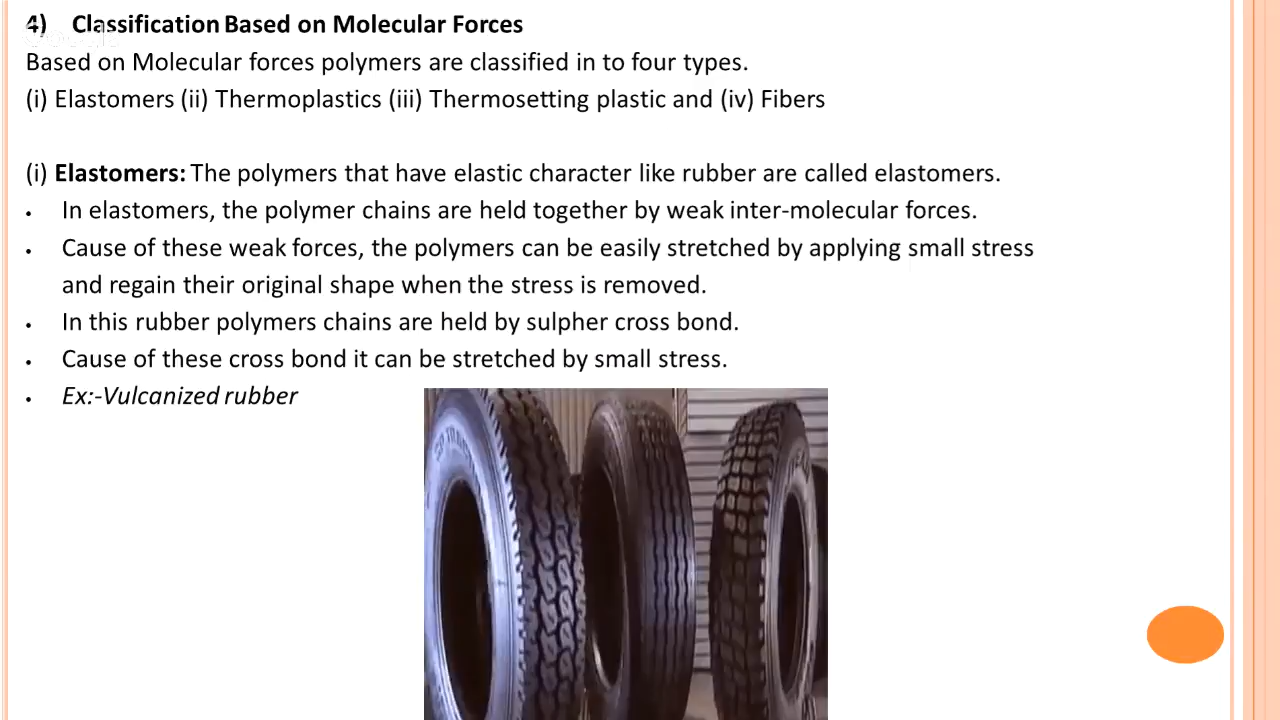 4) Classification Based on Molecular Forces
Based on Molecular forces polymers are classified in to four types.
(i) Elastomers (ii) Thermoplastics (iii) Thermosetting plastic and (iv) Fibers
(i) Elastomers: The polymers that have elastic character like rubber are called elastomers.
• In elastomers, the polymer chains are held together by weak inter-molecular forces.
• Cause of these weak forces, the polymers can be easily stretched by applying small stress
and regain their original shape when the stress is removed.
• In this rubber polymers chains are held by sulpher cross bond.
• Cause of these cross bond it can be stretched by small stress.
• Ex:-Vulcanized rubber